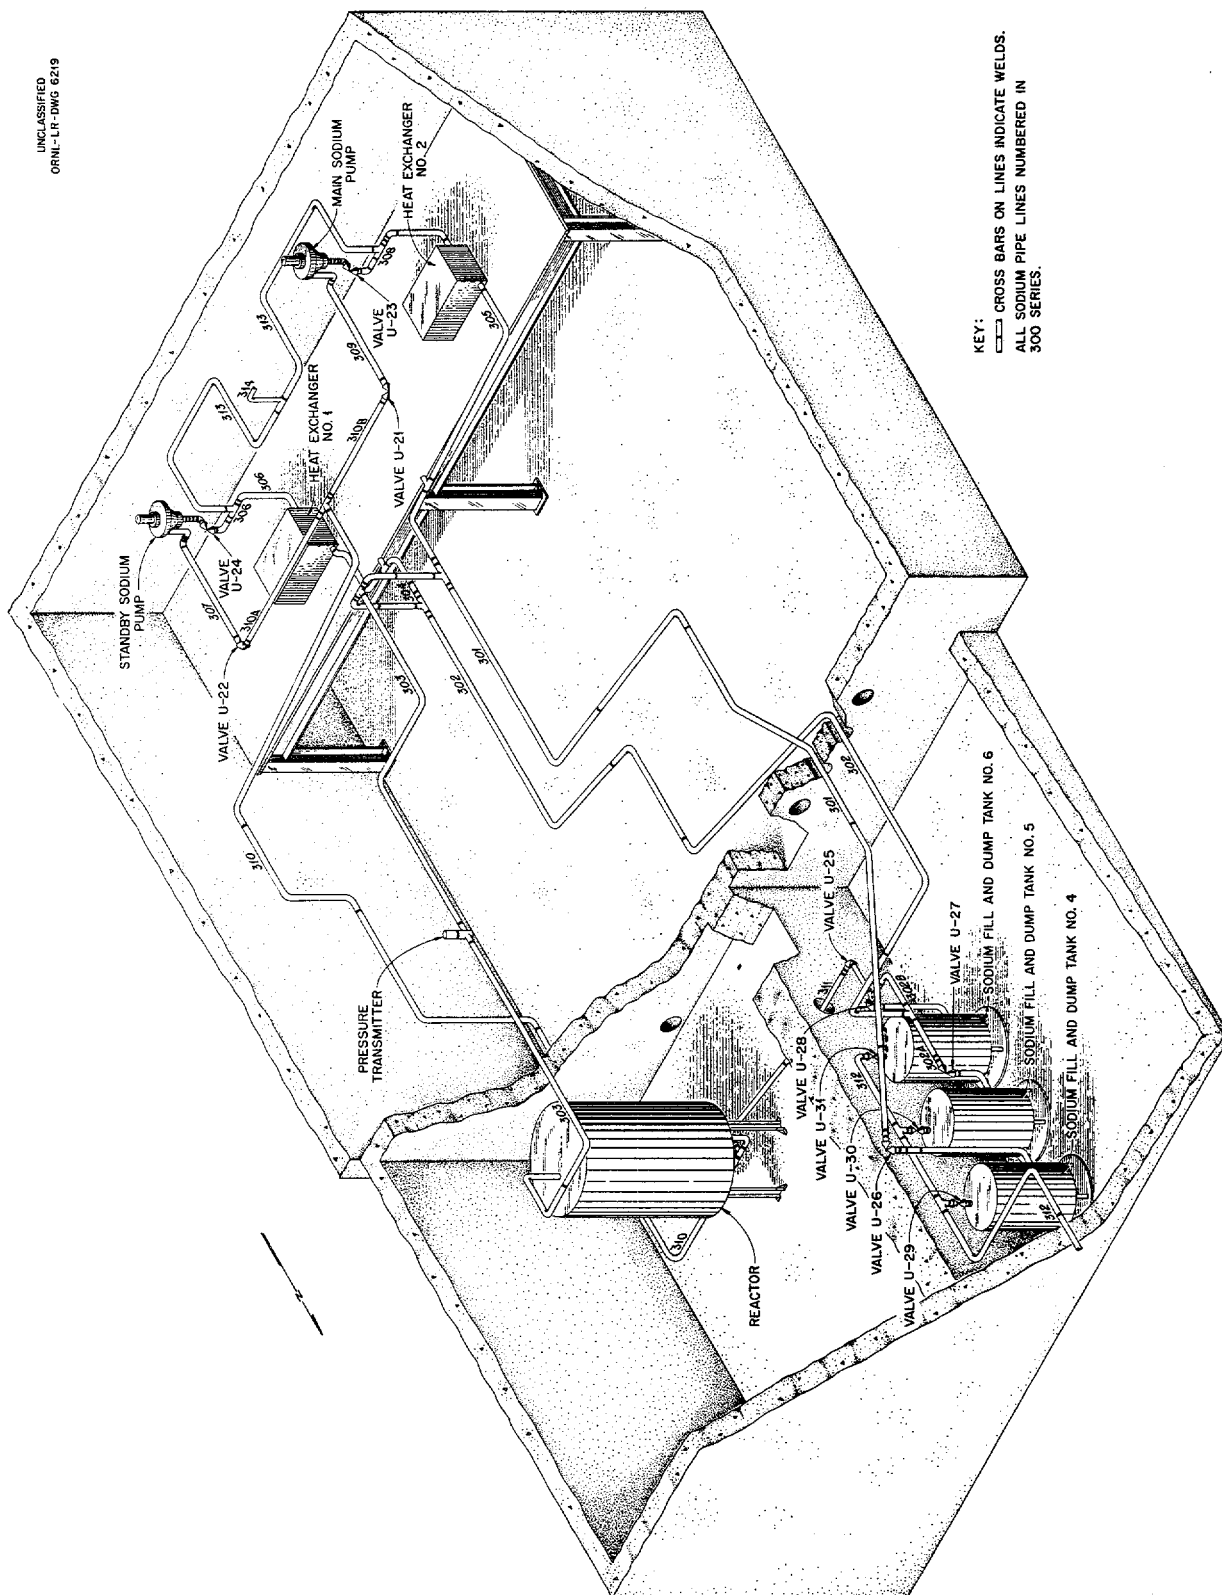 UNCLASSIFIED
ORNL-LR-DWG 6219
MAIN SODIUM
PUMP
HEAT EXCHANGER
NO. 2
308
VALVE
U-23
305
313
309
314
313
HEAT EXCHANGER
NO. 1
310B
VALVE U-21
306
306
STANDBY SODIUM
PUMP
VALVE
U-24
307
310A
VALVE U-22
301
302
303
310
PRESSURE
TRANSMITTER
303
310
REACTOR
301
302
VALVE U-25
311
302B
VALVE U-27
302A
SODIUM FILL AND DUMP TANK NO. 6
SODIUM FILL AND DUMP TANK NO. 5
SODIUM FILL AND DUMP TANK NO. 4
VALVE U-28
VALVE U-31
312
VALVE U-30
VALVE U-26
VALVE U-29
312
N
KEY:
CROSS BARS ON LINES INDICATE WELDS.
ALL SODIUM PIPE LINES NUMBERED IN
300 SERIES.